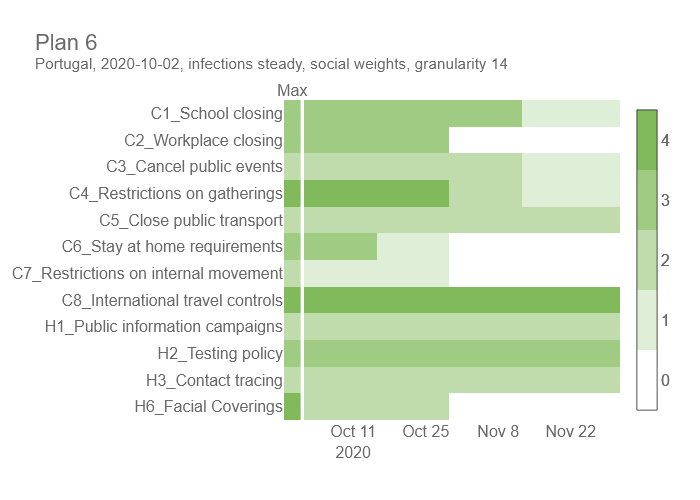 Plan 6
Portugal, 2020-10-02, infections steady, social weights, granularity 14
Max
C1_School closing
C2_Workplace closing
C3_Cancel public events
C4_Restrictions on gatherings
C5_Close public transport
C6_Stay at home requirements
C7_Restrictions on internal movement
C8_International travel controls
H1_Public information campaigns
H2_Testing policy
H3_Contact tracing
H6_Facial Coverings
Oct 11 Oct 25 Nov 8 Nov 22
2020
4
3
2
1
0